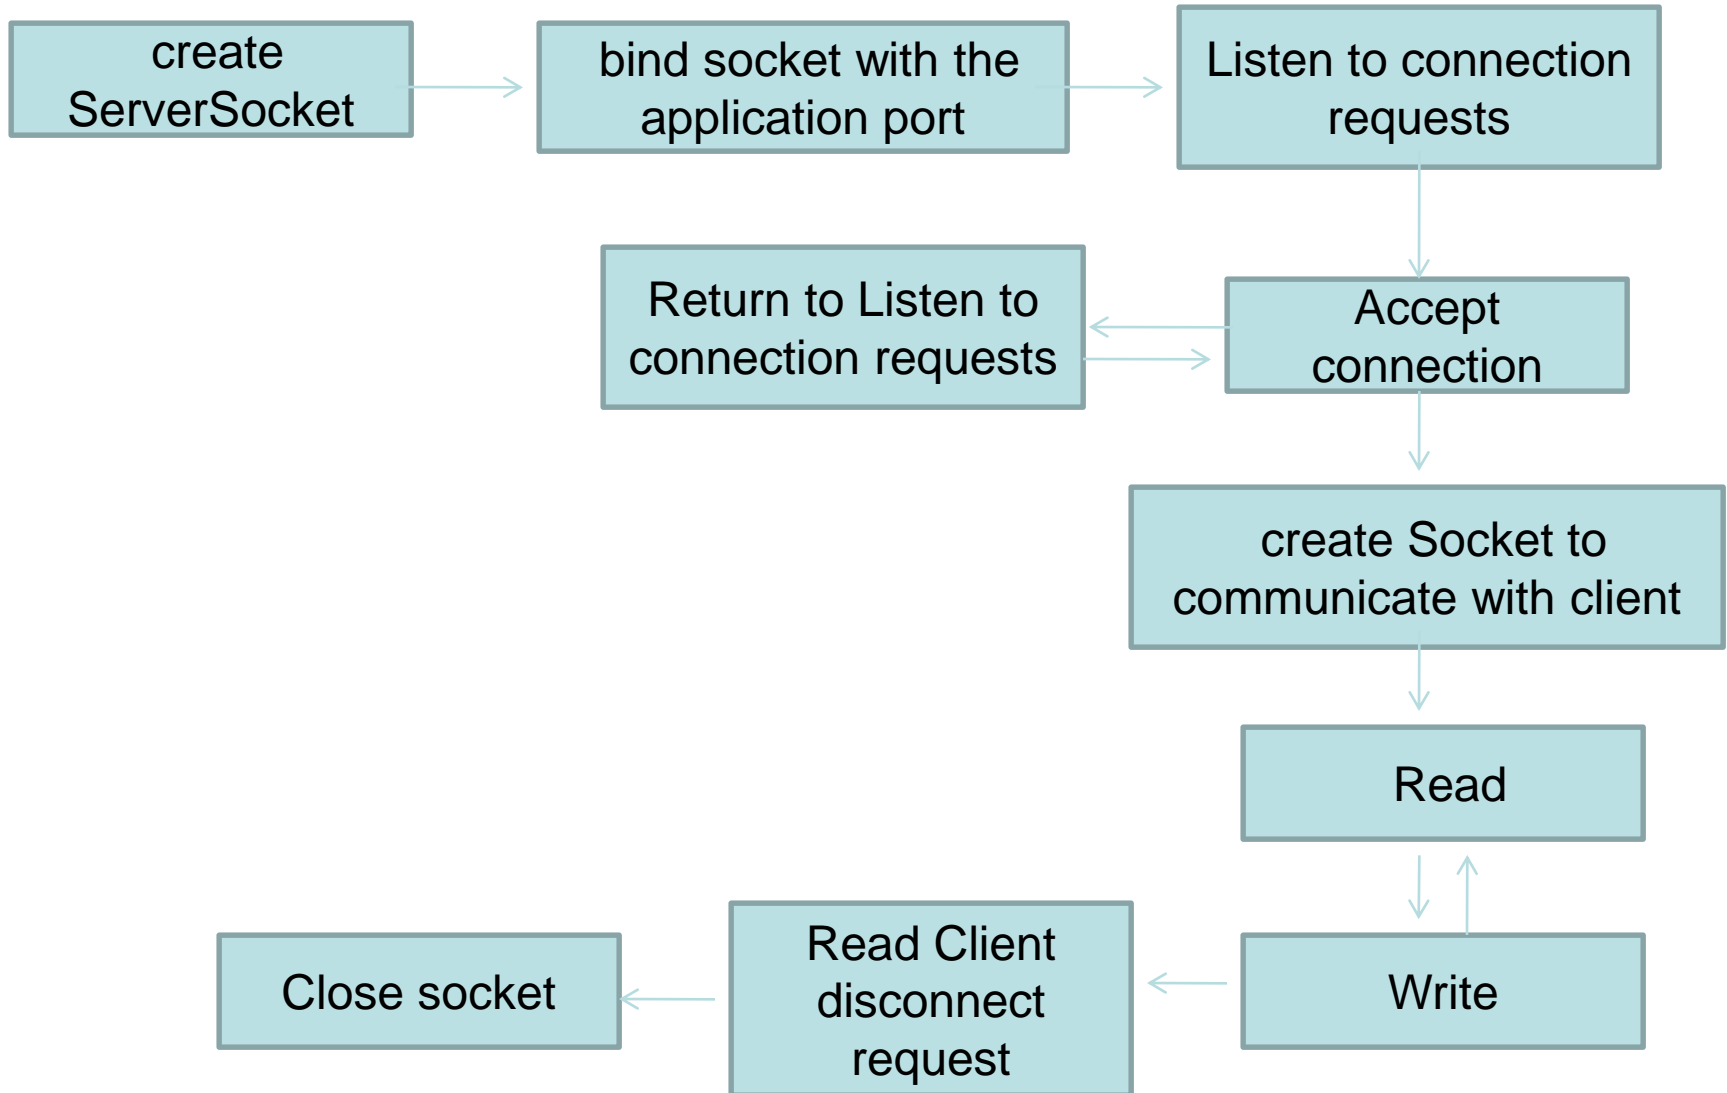 create
ServerSocket
bind socket with the
application port
Listen to connection
requests
Return to Listen to
connection requests
Accept
connection
create Socket to
communicate with client
Read
Write
Read Client
disconnect
request
Close socket